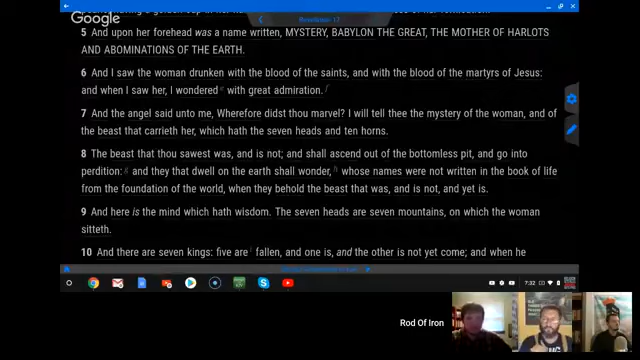 Google
Revelation 17
5 And upon her forehead was a name written, MYSTERY, BABYLON THE GREAT, THE MOTHER OF HARLOTS
AND ABOMINATIONS OF THE EARTH.
6 And I saw the woman drunken with the blood of the saints, and with the blood of the martyrs of Jesus:
and when I saw her, I wondered e with great admiration. f
7 And the angel said unto me, Wherefore didst thou marvel? I will tell thee the mystery of the woman, and of
the beast that carrieth her, which hath the seven heads and ten horns.
8 The beast that thou sawest was, and is not; and shall ascend out of the bottomless pit, and go into
perdition: g and they that dwell on the earth shall wonder, h whose names were not written in the book of life
from the foundation of the world, when they behold the beast that was, and is not, and yet is.
9 And here is the mind which hath wisdom. The seven heads are seven mountains, on which the woman
sitteth.
10 And there are seven kings: five are i fallen, and one is, and the other is not yet come; and when he
7:32
Rod Of Iron